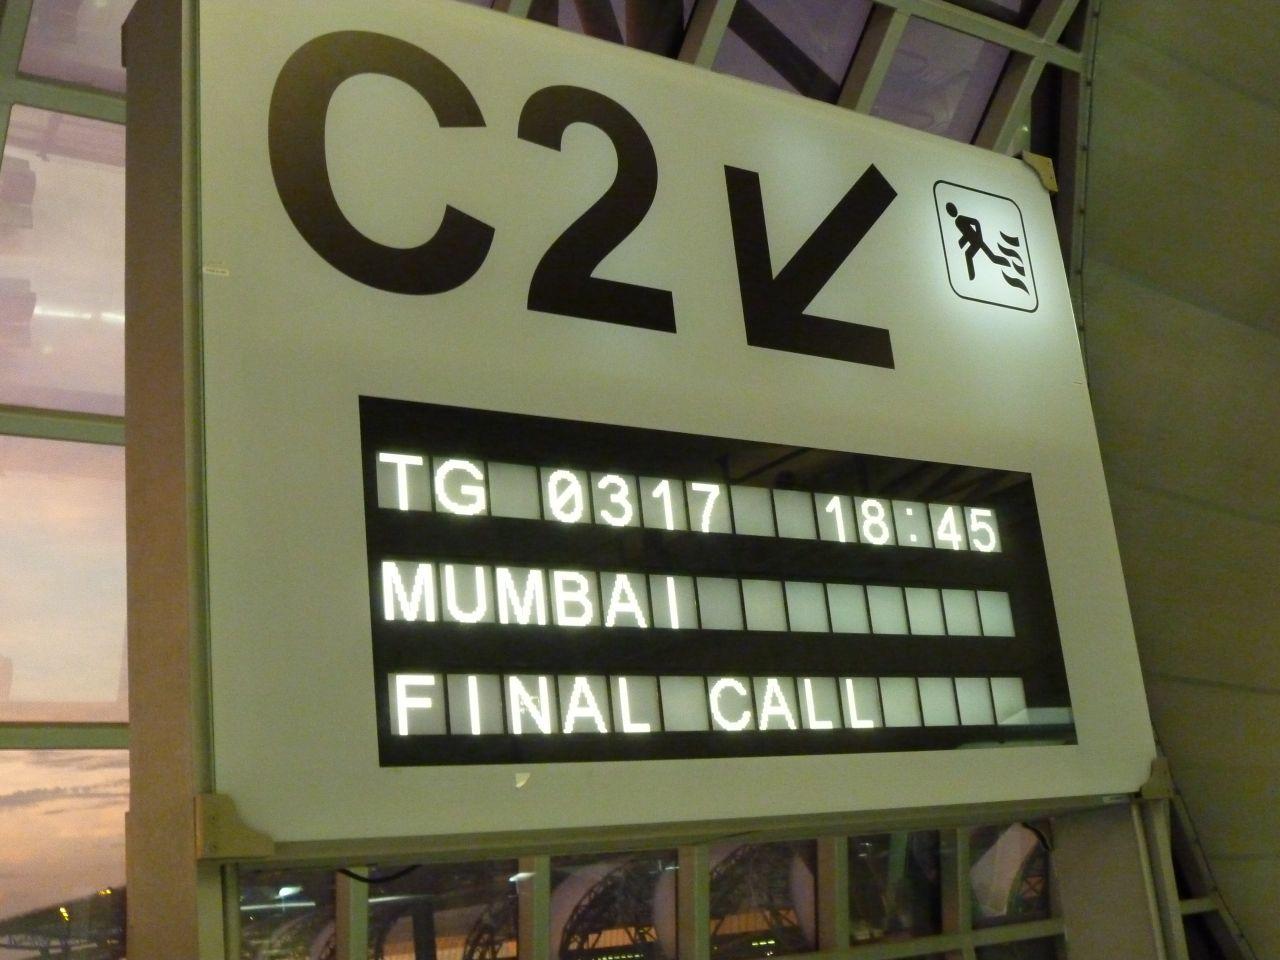 C2
TG 0317 18:45
MUMBAI
FINAL CALL